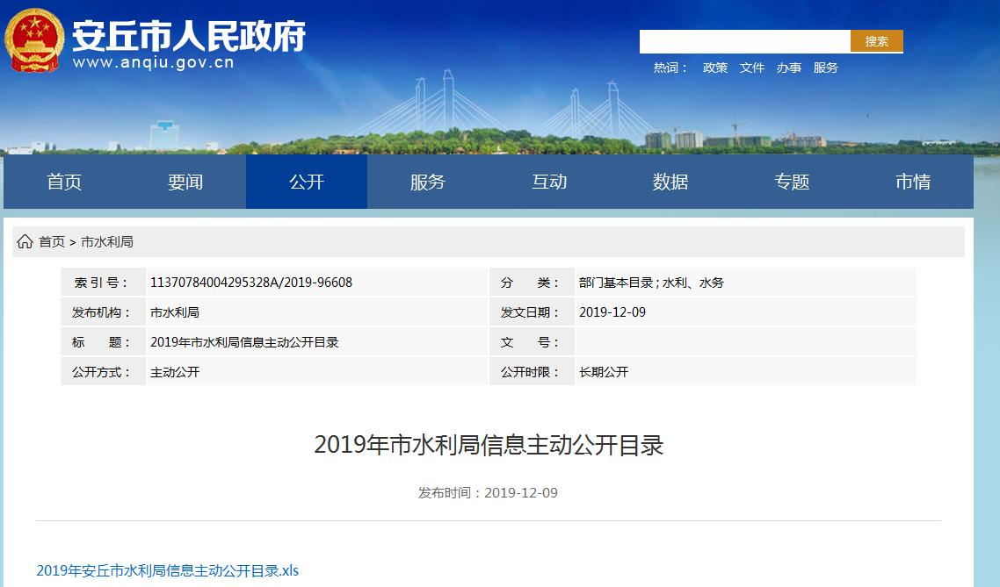 安丘市人民政府
www.anqiu.gov.cn
搜索
热词： 政策 文件 办事 服务
首页 要闻 公开 服务 互动 数据 专题 市情
首页 > 市水利局
索 引 号： 11370784004295328A/2019-96608 分 类： 部门基本目录 ; 水利、水务
发布机构： 市水利局 发文日期： 2019-12-09
标 题： 2019年市水利局信息主动公开目录 文 号：
公开方式： 主动公开 公开时限： 长期公开
2019年市水利局信息主动公开目录
发布时间：2019-12-09
2019年安丘市水利局信息主动公开目录.xls